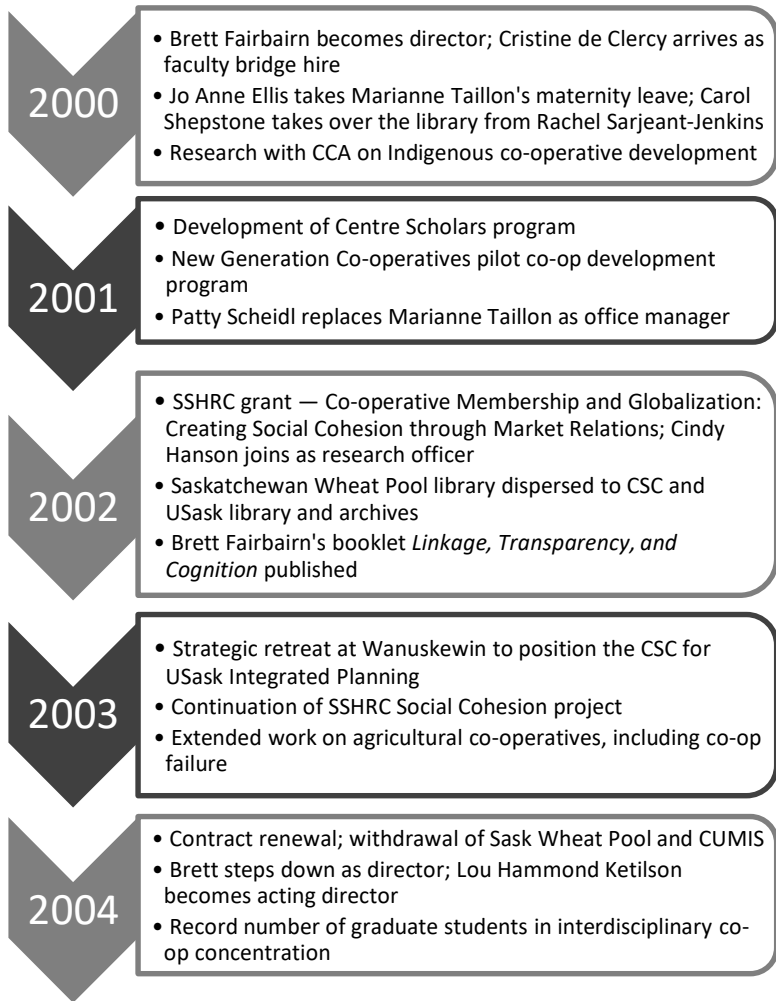 2000
• Brett Fairbairn becomes director; Cristine de Clercy arrives as
faculty bridge hire
• Jo Anne Ellis takes Marianne Taillon's maternity leave; Carol
Shepstone takes over the library from Rachel Sarjeant-Jenkins
• Research with CCA on Indigenous co-operative development
2001
• Development of Centre Scholars program
• New Generation Co-operatives pilot co-op development
program
• Patty Scheidl replaces Marianne Taillon as office manager
2002
• SSHRC grant — Co-operative Membership and Globalization:
Creating Social Cohesion through Market Relations; Cindy
Hanson joins as research officer
• Saskatchewan Wheat Pool library dispersed to CSC and
USask library and archives
• Brett Fairbairn's booklet Linkage, Transparency, and
Cognition published
2003
• Strategic retreat at Wanuskewin to position the CSC for
USask Integrated Planning
• Continuation of SSHRC Social Cohesion project
• Extended work on agricultural co-operatives, including co-op
failure
2004
• Contract renewal; withdrawal of Sask Wheat Pool and CUMIS
• Brett steps down as director; Lou Hammond Ketilson
becomes acting director
• Record number of graduate students in interdisciplinary co-
op concentration